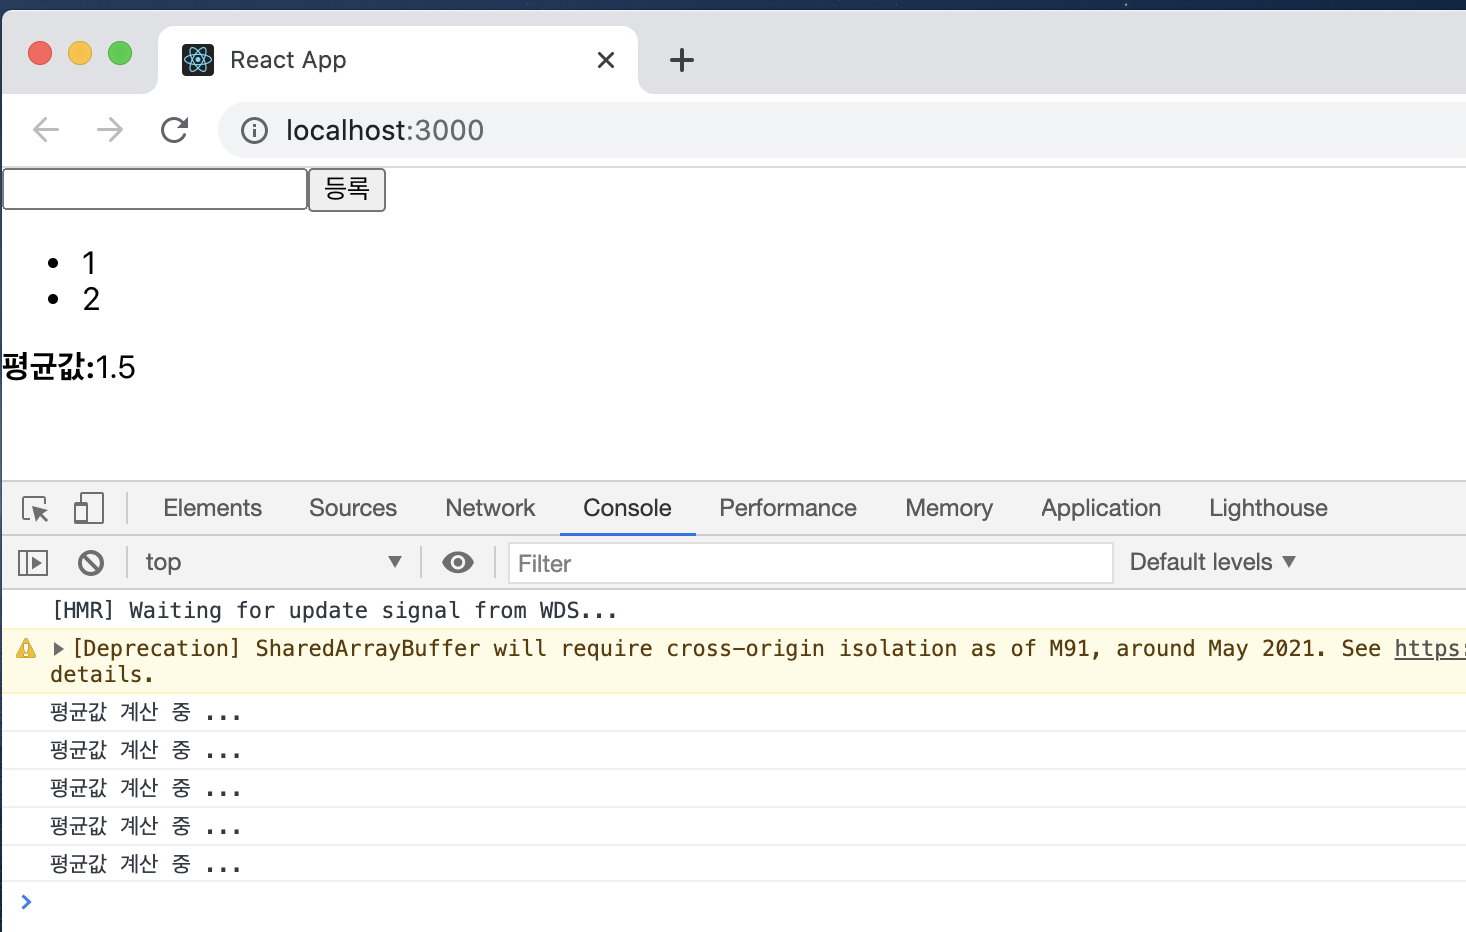 React App
localhost:3000
등록
1
2
평균값:1.5
Elements Sources Network Console Performance Memory Application Lighthouse
top Filter Default levels
[HMR] Waiting for update signal from WDS...
[Deprecation] SharedArrayBuffer will require cross-origin isolation as of M91, around May 2021. See https:
details.
평균값 계산 중 ...
평균값 계산 중 ...
평균값 계산 중 ...
평균값 계산 중 ...
평균값 계산 중 ...